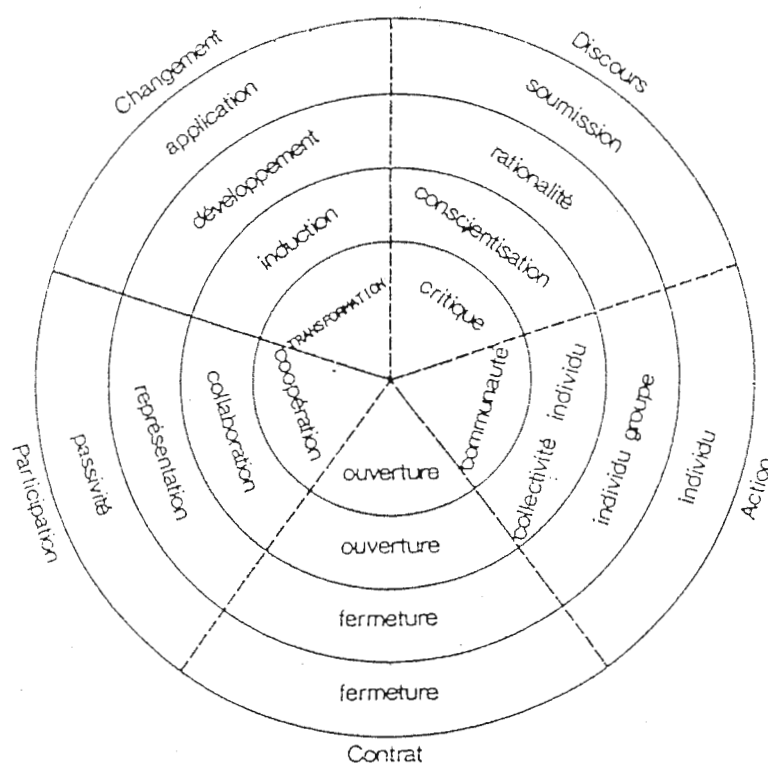 Changement
application
développement
induction
TRANSFORMATION
Discours
soumission
rationalité
conscientisation
critique
Action
individu
individu groupe
collectivité individu
communauté
Contrat
fermeture
fermeture
ouverture
ouverture
Participation
passivité
représentation
collaboration
coopération